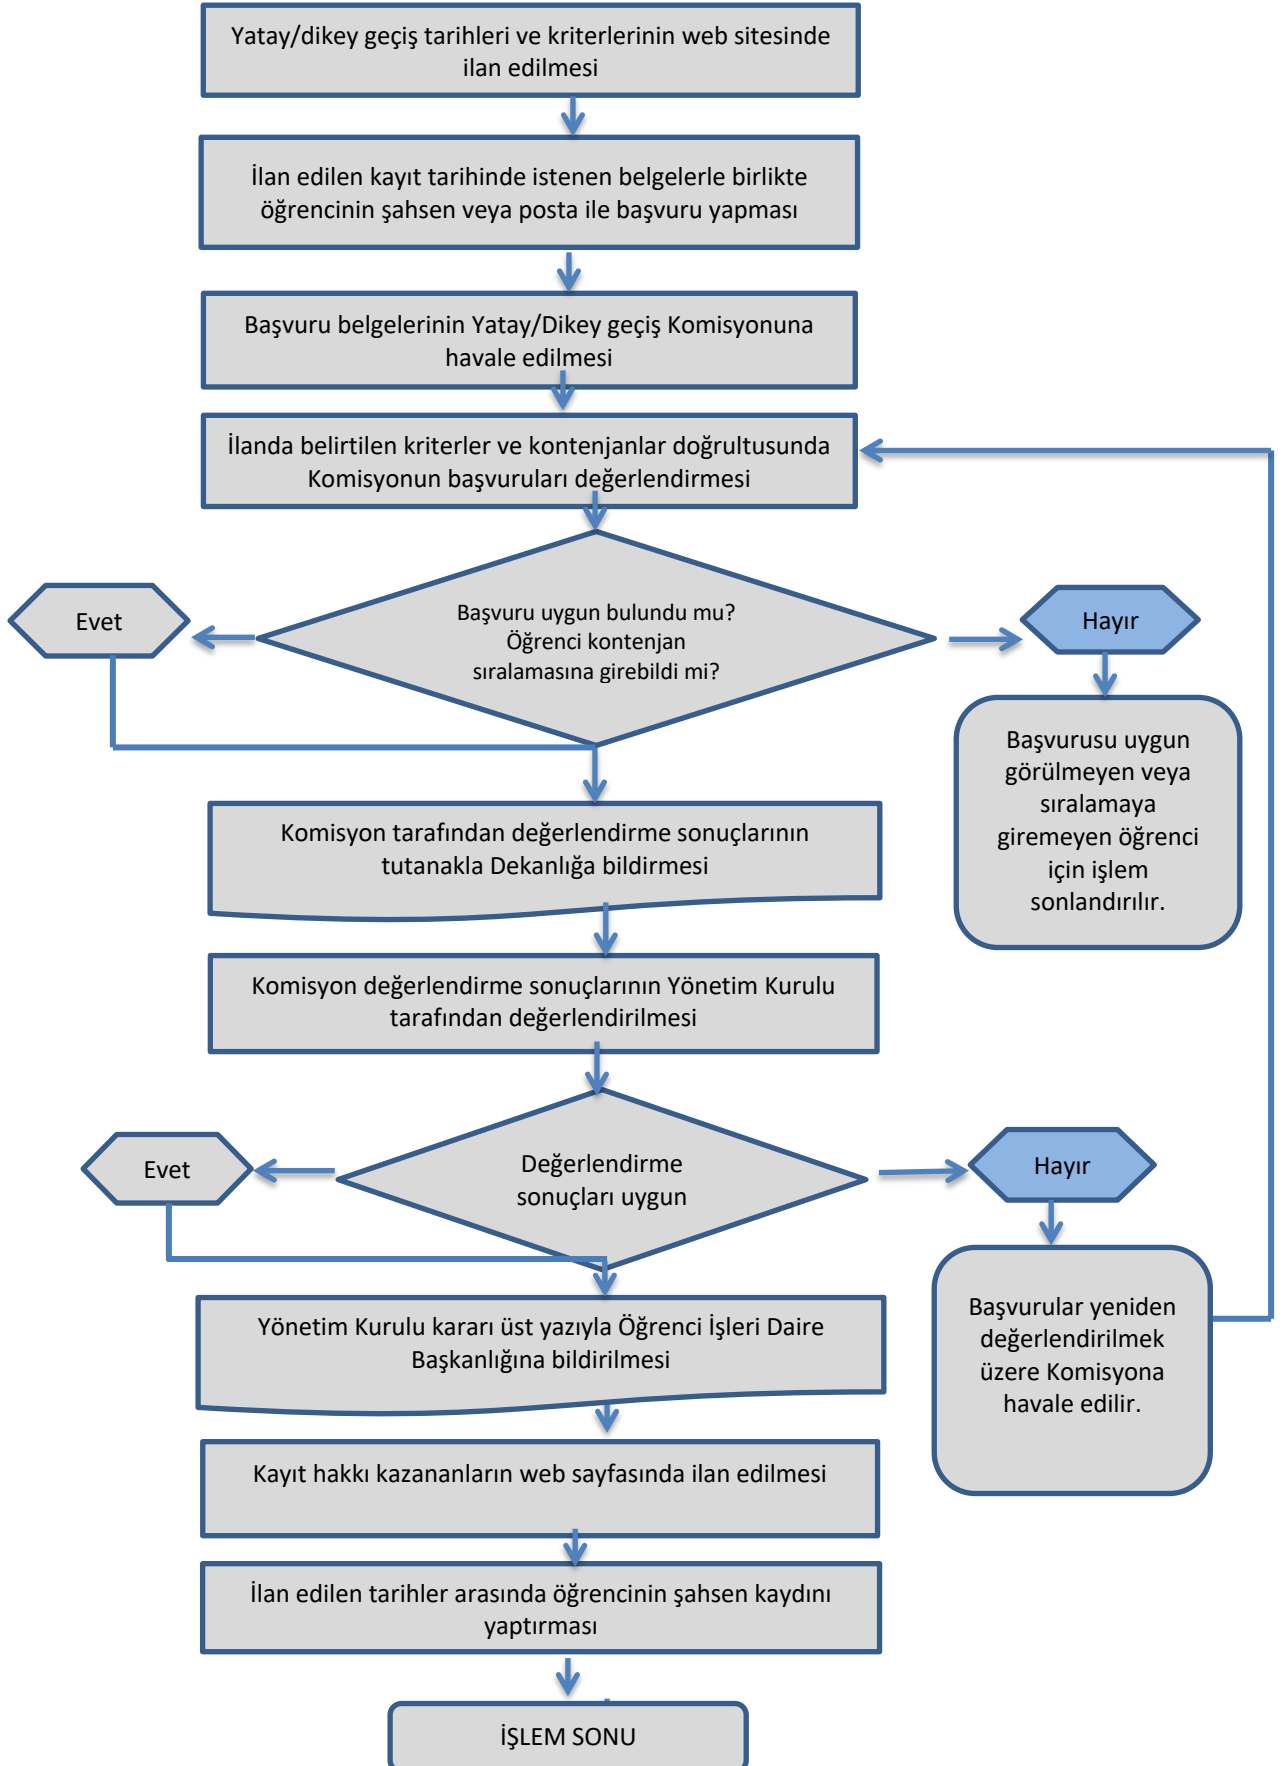 Yatay/dikey geçiş tarihleri ve kriterlerinin web sitesinde
ilan edilmesi
İlan edilen kayıt tarihinde istenen belgelerle birlikte
öğrencinin şahsen veya posta ile başvuru yapması
Başvuru belgelerinin Yatay/Dikey geçiş Komisyonuna
havale edilmesi
İlanda belirtilen kriterler ve kontenjanlar doğrultusunda
Komisyonun başvuruları değerlendirmesi
Evet
Başvuru uygun bulundu mu?
Öğrenci kontenjan
sıralamasına girebildi mi?
Hayır
Başvurusu uygun
görülmeyen veya
sıralamaya
giremeyen öğrenci
için işlem
sonlandırılır.
Komisyon tarafından değerlendirme sonuçlarının
tutanakla Dekanlığa bildirmesi
Komisyon değerlendirme sonuçlarının Yönetim Kurulu
tarafından değerlendirilmesi
Evet
Değerlendirme
sonuçları uygun
Hayır
Başvurular yeniden
değerlendirilmek
üzere Komisyona
havale edilir.
Yönetim Kurulu kararı üst yazıyla Öğrenci İşleri Daire
Başkanlığına bildirilmesi
Kayıt hakkı kazananların web sayfasında ilan edilmesi
İlan edilen tarihler arasında öğrencinin şahsen kaydını
yaptırması
İŞLEM SONU